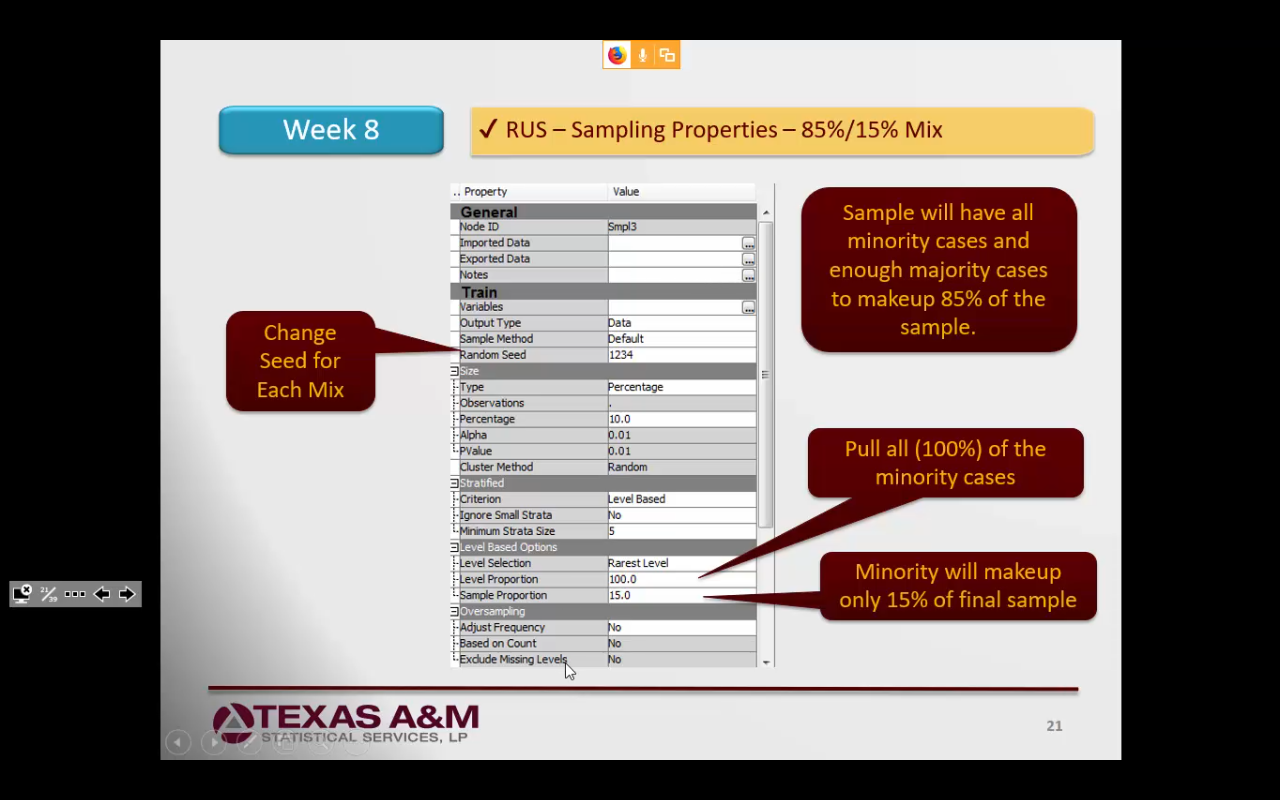 Week 8
✓ RUS – Sampling Properties – 85%/15% Mix
.. Property Value
General
Node ID Smpl3
Imported Data ...
Exported Data ...
Notes ...
Train
Variables ...
Output Type Data
Sample Method Default
Random Seed 1234
Size
Type Percentage
Observations .
Percentage 10.0
Alpha 0.01
PValue 0.01
Cluster Method Random
Stratified
Criterion Level Based
Ignore Small Strata No
Minimum Strata Size 5
Level Based Options
Level Selection Rarest Level
Level Proportion 100.0
Sample Proportion 15.0
Oversampling
Adjust Frequency No
Based on Count No
Exclude Missing Levels No
Change
Seed for
Each Mix
Sample will have all
minority cases and
enough majority cases
to makeup 85% of the
sample.
Pull all (100%) of the
minority cases
Minority will makeup
only 15% of final sample
21/39
TEXAS A&M
STATISTICAL SERVICES, LP
21